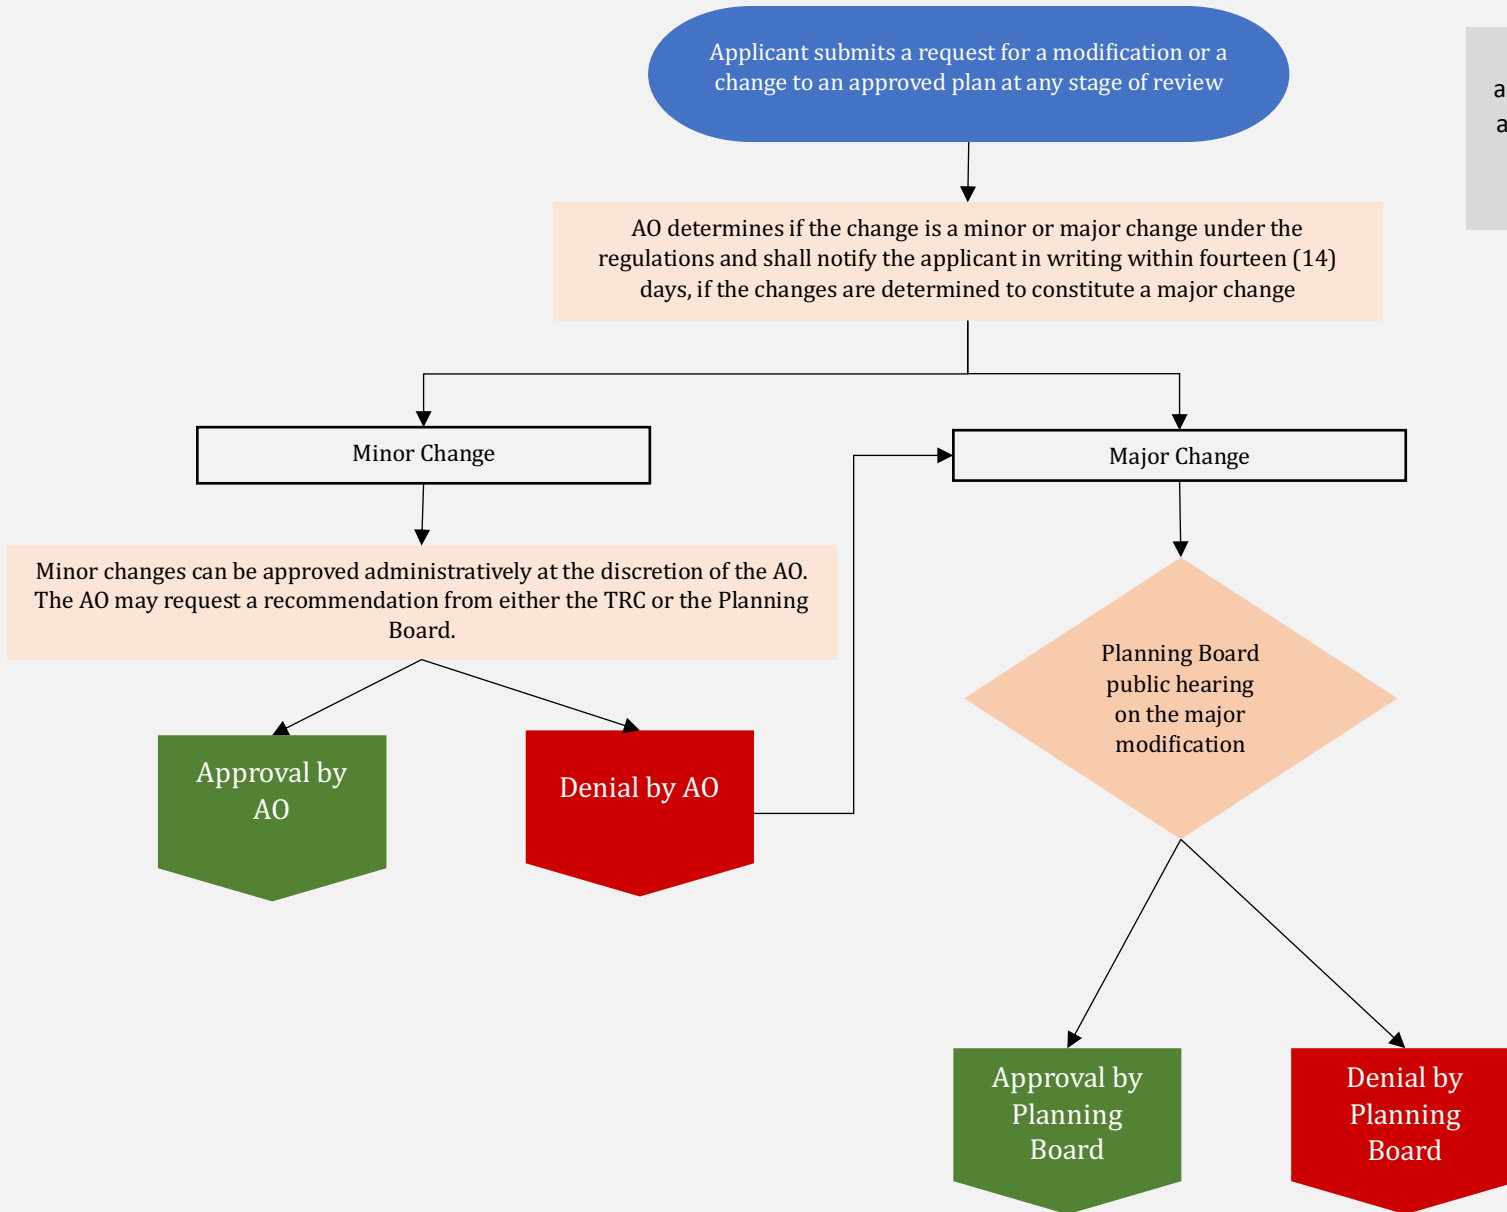 Applicant submits a request for a modification or a
change to an approved plan at any stage of review
a
a
AO determines if the change is a minor or major change under the
regulations and shall notify the applicant in writing within fourteen (14)
days, if the changes are determined to constitute a major change
Minor Change
Major Change
Minor changes can be approved administratively at the discretion of the AO.
The AO may request a recommendation from either the TRC or the Planning
Board.
Planning Board
public hearing
on the major
modification
Approval by
AO
Denial by AO
Approval by
Planning
Board
Denial by
Planning
Board